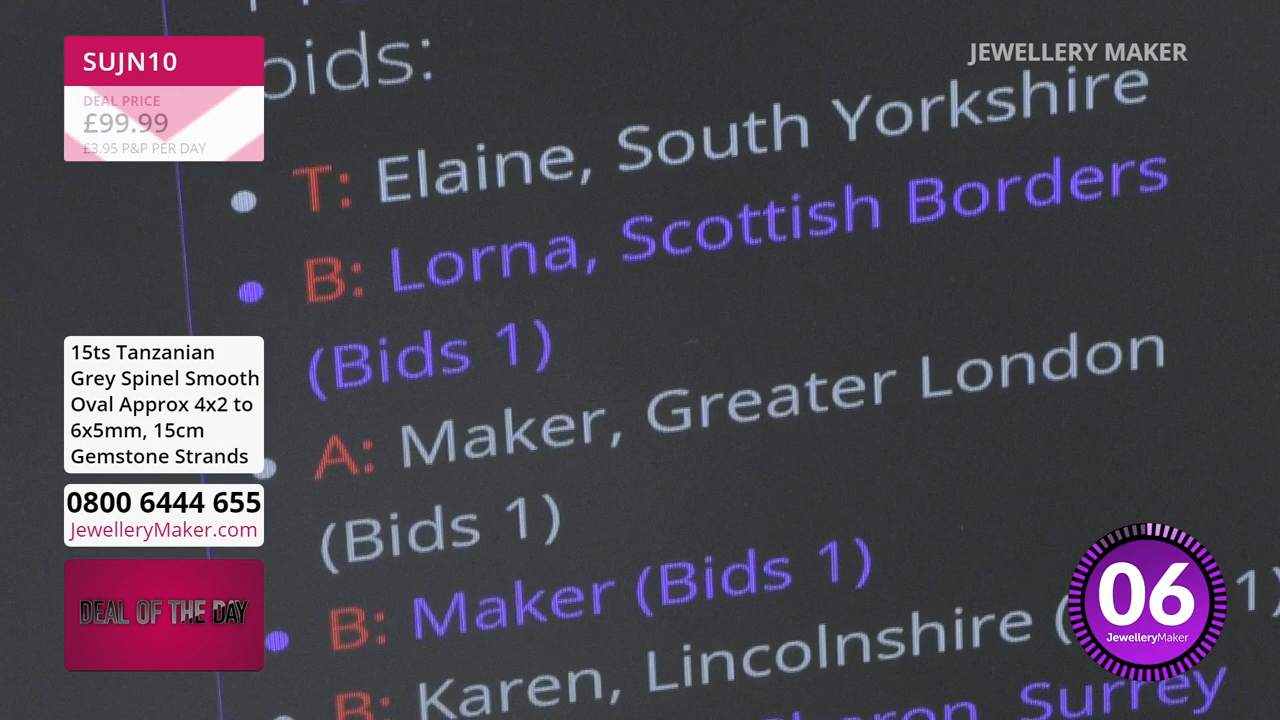 SUJN10
DEAL PRICE
£99.99
£3.95 P&P PER DAY
JEWELLERY MAKER
bids:
T: Elaine, South Yorkshire
B: Lorna, Scottish Borders
(Bids 1)
A: Maker, Greater London
(Bids 1)
B: Maker (Bids 1)
B: Karen, Lincolnshire ( 1)
Surrey
15ts Tanzanian
Grey Spinel Smooth
Oval Approx 4x2 to
6x5mm, 15cm
Gemstone Strands
0800 6444 655
JewelleryMaker.com
DEAL OF THE DAY
06
JewelleryMaker